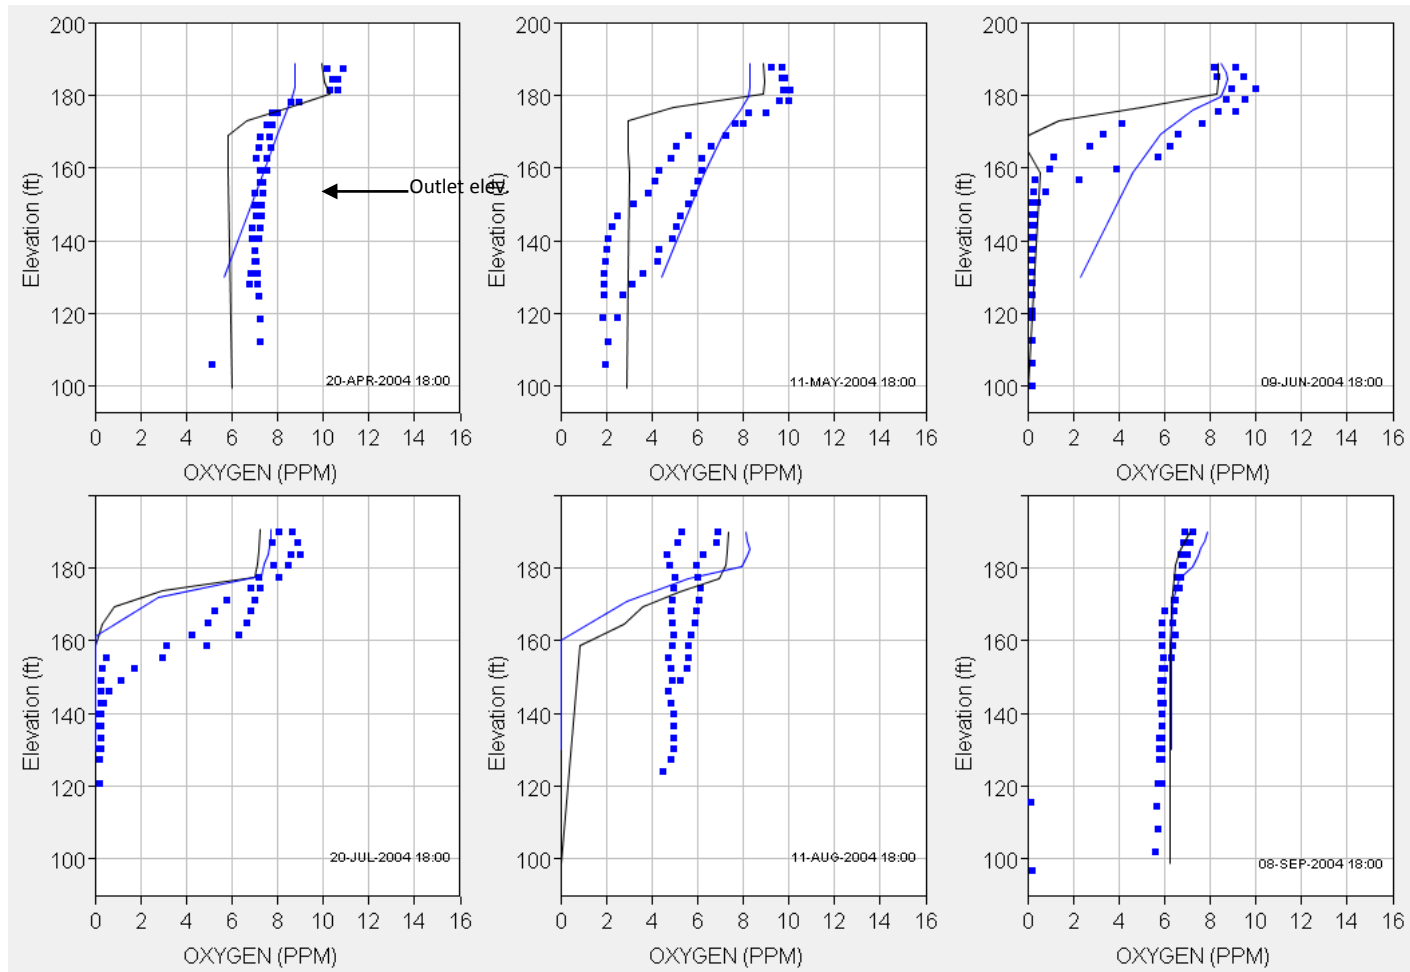 200
180
160
140
120
100
Elevation (ft)
0 2 4 6 8 10 12 14 16
OXYGEN (PPM)
Outlet elev.
20-APR-2004 18:00
200
180
160
140
120
100
Elevation (ft)
0 2 4 6 8 10 12 14 16
OXYGEN (PPM)
11-MAY-2004 18:00
200
180
160
140
120
100
Elevation (ft)
0 2 4 6 8 10 12 14 16
OXYGEN (PPM)
09-JUN-2004 18:00
180
160
140
120
100
Elevation (ft)
0 2 4 6 8 10 12 14 16
OXYGEN (PPM)
20-JUL-2004 18:00
180
160
140
120
100
Elevation (ft)
0 2 4 6 8 10 12 14 16
OXYGEN (PPM)
11-AUG-2004 18:00
180
160
140
120
100
Elevation (ft)
0 2 4 6 8 10 12 14 16
OXYGEN (PPM)
08-SEP-2004 18:00